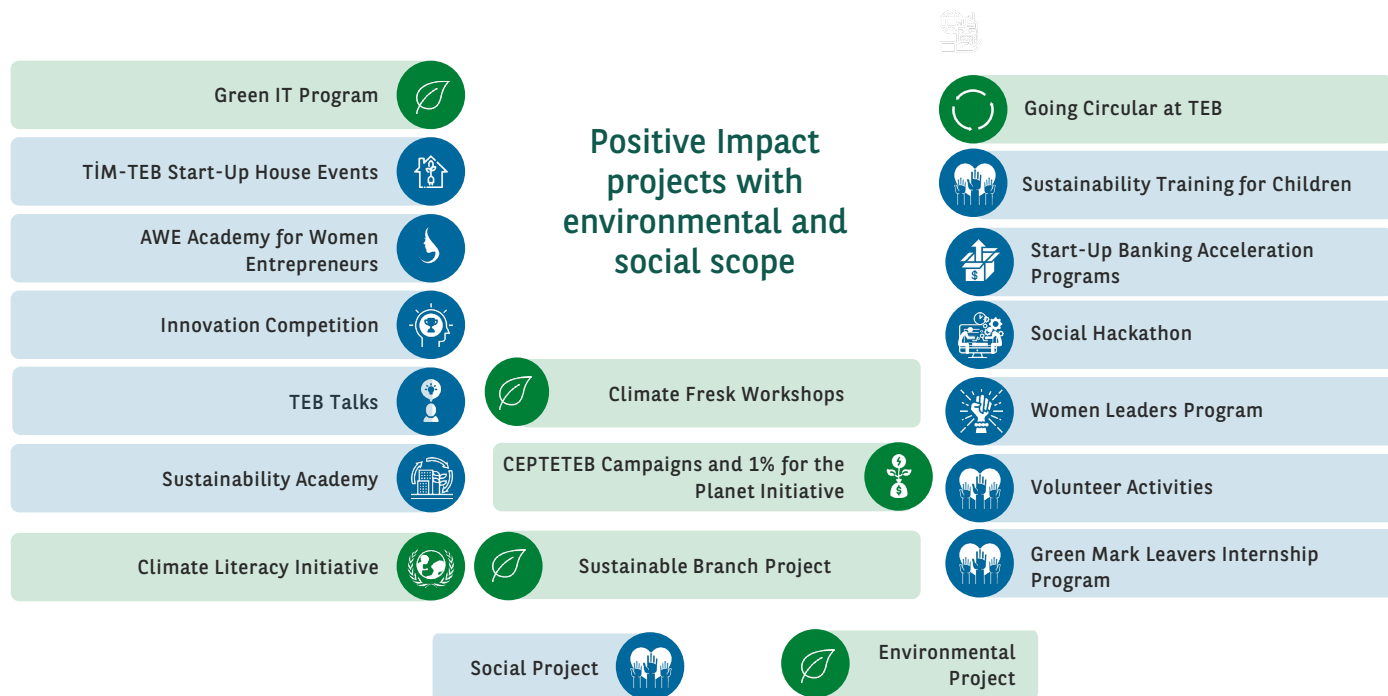 Green IT Program
TİM-TEB Start-Up House Events
AWE Academy for Women
Entrepreneurs
Innovation Competition
TEB Talks
Sustainability Academy
Climate Literacy Initiative
Positive Impact
projects with
environmental and
social scope
Climate Fresk Workshops
CEPTETEB Campaigns and 1% for the
Planet Initiative
Sustainable Branch Project
Going Circular at TEB
Sustainability Training for Children
Start-Up Banking Acceleration
Programs
Social Hackathon
Women Leaders Program
Volunteer Activities
Green Mark Leavers Internship
Program
Social Project
Environmental
Project